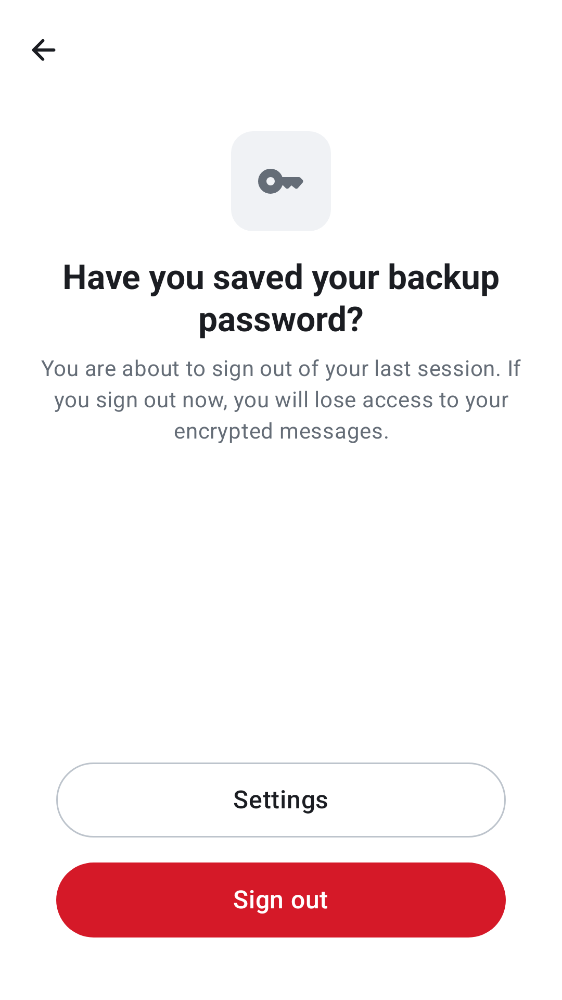 Have you saved your backup
password?
You are about to sign out of your last session. If
you sign out now, you will lose access to your
encrypted messages.
Settings
Sign out